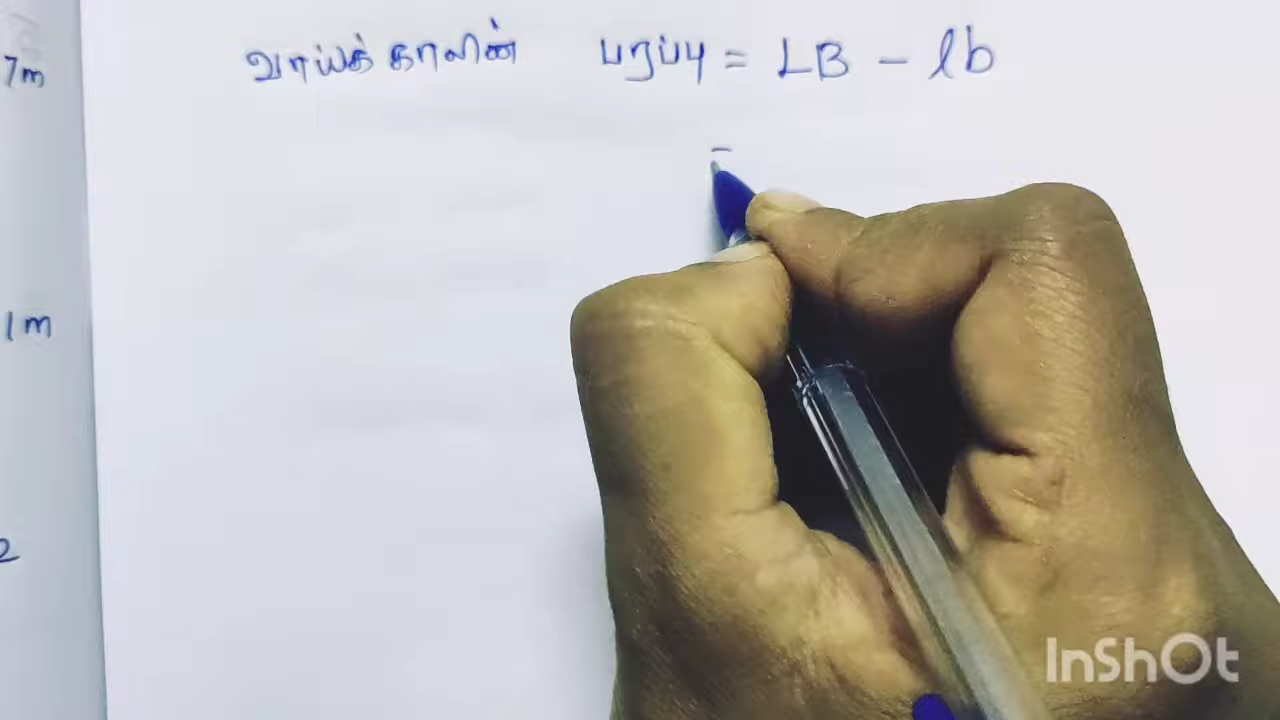 வாய்க்காலின் பரப்பு = LB - lb
=
7m
1m
2
InShOt